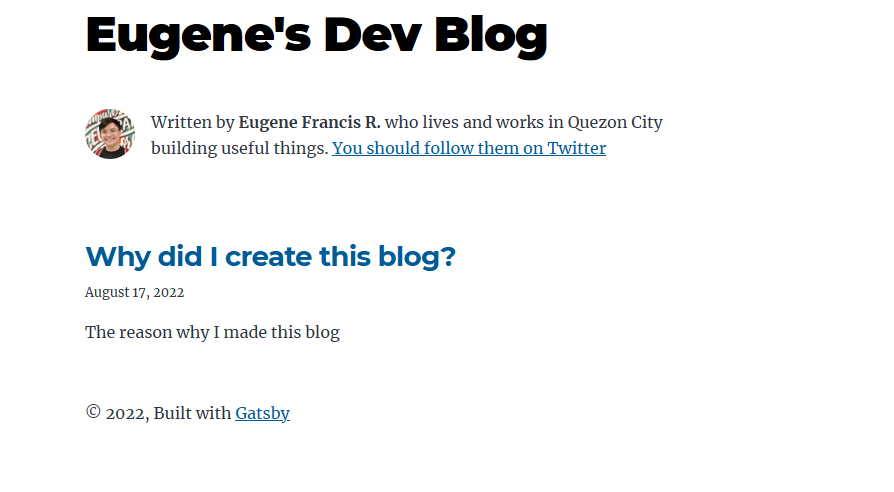 Eugene's Dev Blog
Written by Eugene Francis R. who lives and works in Quezon City
building useful things. You should follow them on Twitter
Why did I create this blog?
August 17, 2022
The reason why I made this blog
© 2022, Built with Gatsby